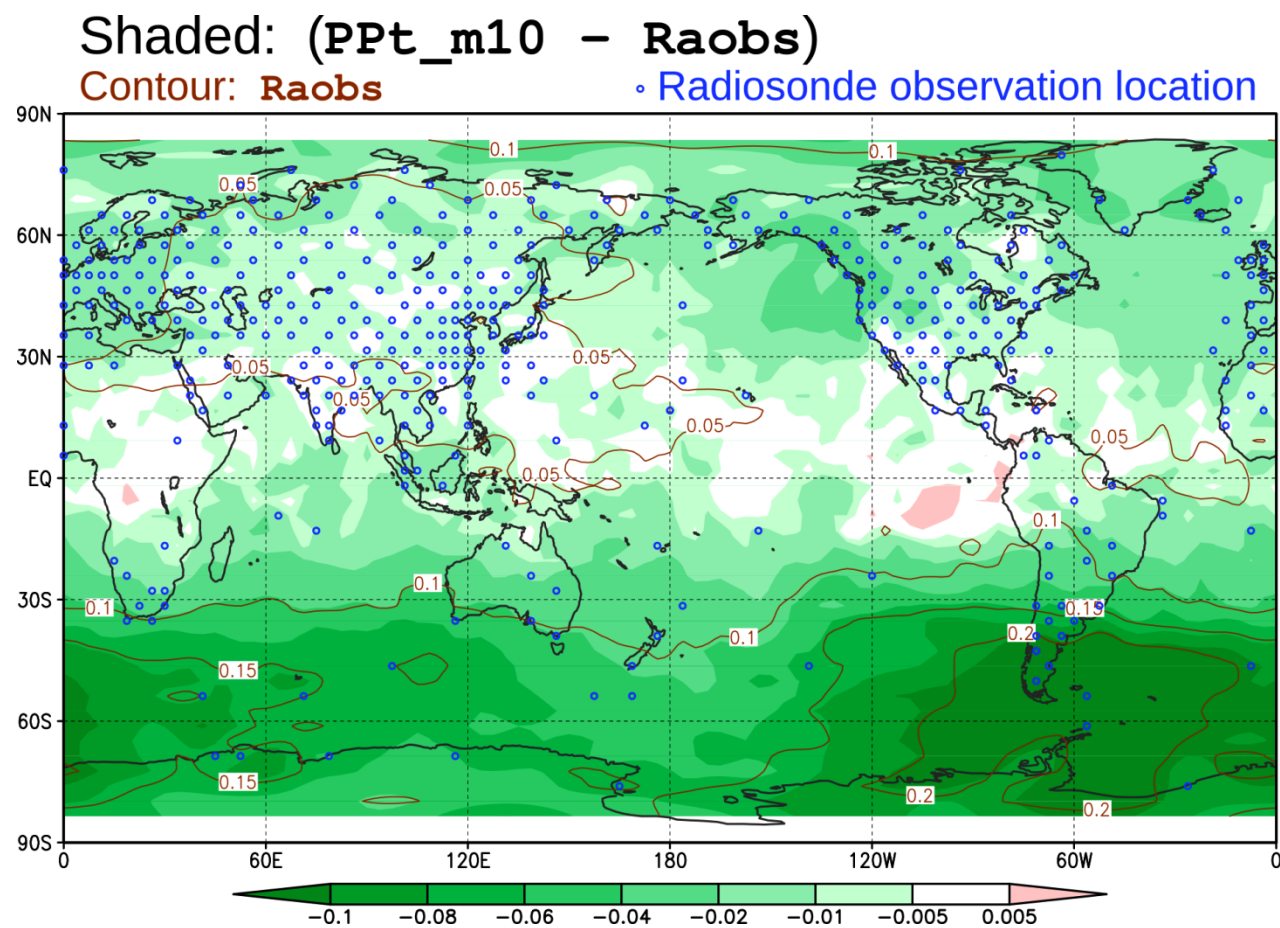 Shaded: (PPt_m10 − Raobs)
Contour: Raobs ∘ Radiosonde observation location
90N
0.1 0.1
0.05 0.05
60N
0.05
30N
0.05
0.05
0.05
0.05
0.05
EQ
0.1
0.1
30S
0.1
0.15
0.2
0.1
0.15
60S
0.15
0.2
0.2
90S
0 60E 120E 180 120W 60W 0
−0.1 −0.08 −0.06 −0.04 −0.02 −0.01 −0.005 0.005